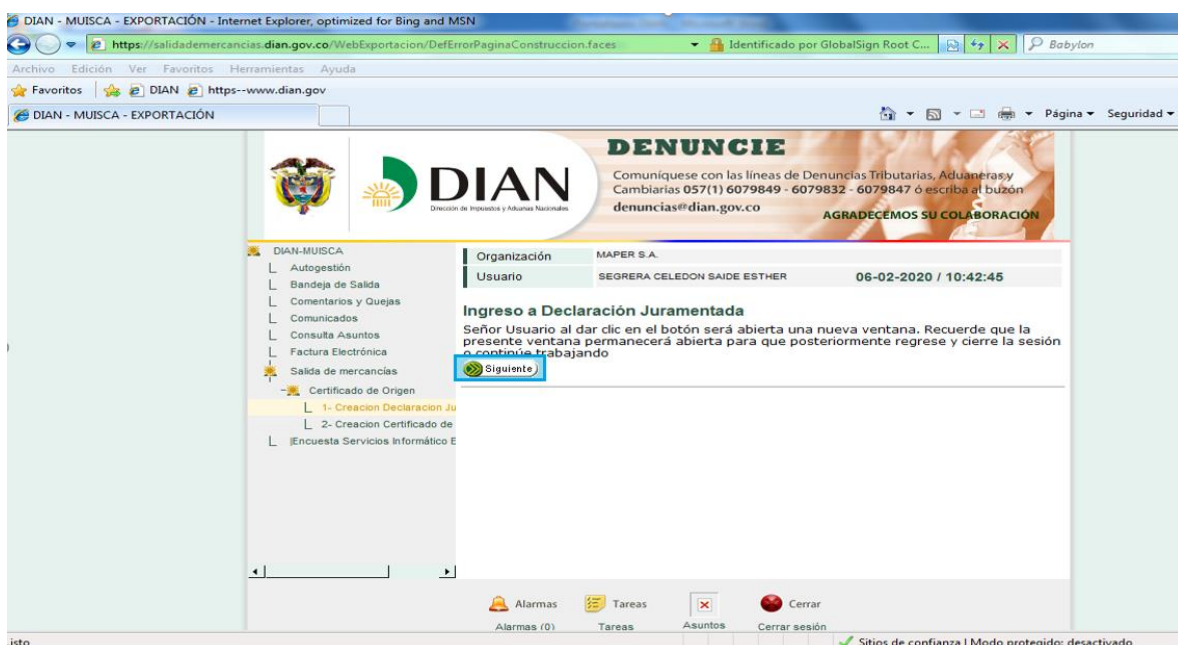 DIAN - MUISCA - EXPORTACIÓN - Internet Explorer, optimized for Bing and MSN
https://salidademercancias.dian.gov.co/WebExportacion/DefErrorPaginaConstruccion.faces
Identificado por GlobalSign Root C...
Babylon
Archivo Edición Ver Favoritos Herramientas Ayuda
Favoritos DIAN https--www.dian.gov
DIAN - MUISCA - EXPORTACIÓN
Página Seguridad
DIAN
Dirección de Impuestos y Aduanas Nacionales
DENUNCIE
Comuníquese con las líneas de Denuncias Tributarias, Aduaneras y
Cambiarias 057(1) 6079849 - 6079832 - 6079847 ó escriba al buzón
denuncias@dian.gov.co
AGRADECEMOS SU COLABORACIÓN
DIAN-MUISCA
Autogestión
Bandeja de Salida
Comentarios y Quejas
Comunicados
Consulta Asuntos
Factura Electrónica
Salida de mercancías
Certificado de Origen
1- Creacion Declaracion Ju
2- Creacion Certificado de
|Encuesta Servicios Informático E
Organización MAPER S.A.
Usuario SEGRERA CELEDON SAIDE ESTHER 06-02-2020 / 10:42:45
Ingreso a Declaración Juramentada
Señor Usuario al dar clic en el botón será abierta una nueva ventana. Recuerde que la
presente ventana permanecerá abierta para que posteriormente regrese y cierre la sesión
o continúe trabajando
Siguiente
Alarmas Tareas Cerrar
Alarmas (0) Tareas Asuntos Cerrar sesión
isto
Sitios de confianza | Modo protegido: desactivado